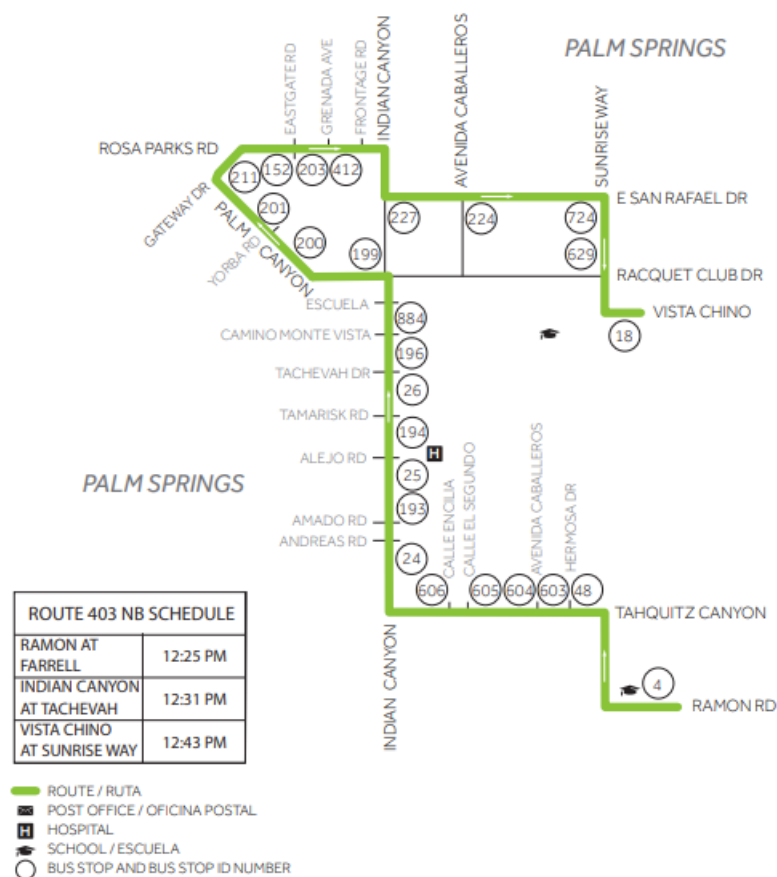 PALM SPRINGS
EASTGATE RD
GRENADA AVE
FRONTAGE RD
INDIAN CANYON
AVENIDA CABALLEROS
SUNRISE WAY
ROSA PARKS RD
211
152
203
412
GATEWAY DR
201
PALM CANYON
YORBA RD
200
199
227
224
724
E SAN RAFAEL DR
629
RACQUET CLUB DR
VISTA CHINO
18
ESCUELA
884
CAMINO MONTE VISTA
196
TACHEVAH DR
26
TAMARISK RD
194
H
ALEJO RD
25
PALM SPRINGS
193
AMADO RD
ANDREAS RD
24
CALLE ENCILIA
CALLE EL SEGUNDO
AVENIDA CABALLEROS
HERMOSA DR
606
605
604
603
48
TAHQUITZ CANYON
INDIAN CANYON
4
RAMON RD
ROUTE 403 NB SCHEDULE
RAMON AT
FARRELL
12:25 PM
INDIAN CANYON
AT TACHEVAH
12:31 PM
VISTA CHINO
AT SUNRISE WAY
12:43 PM
ROUTE / RUTA
POST OFFICE / OFICINA POSTAL
H HOSPITAL
SCHOOL / ESCUELA
BUS STOP AND BUS STOP ID NUMBER